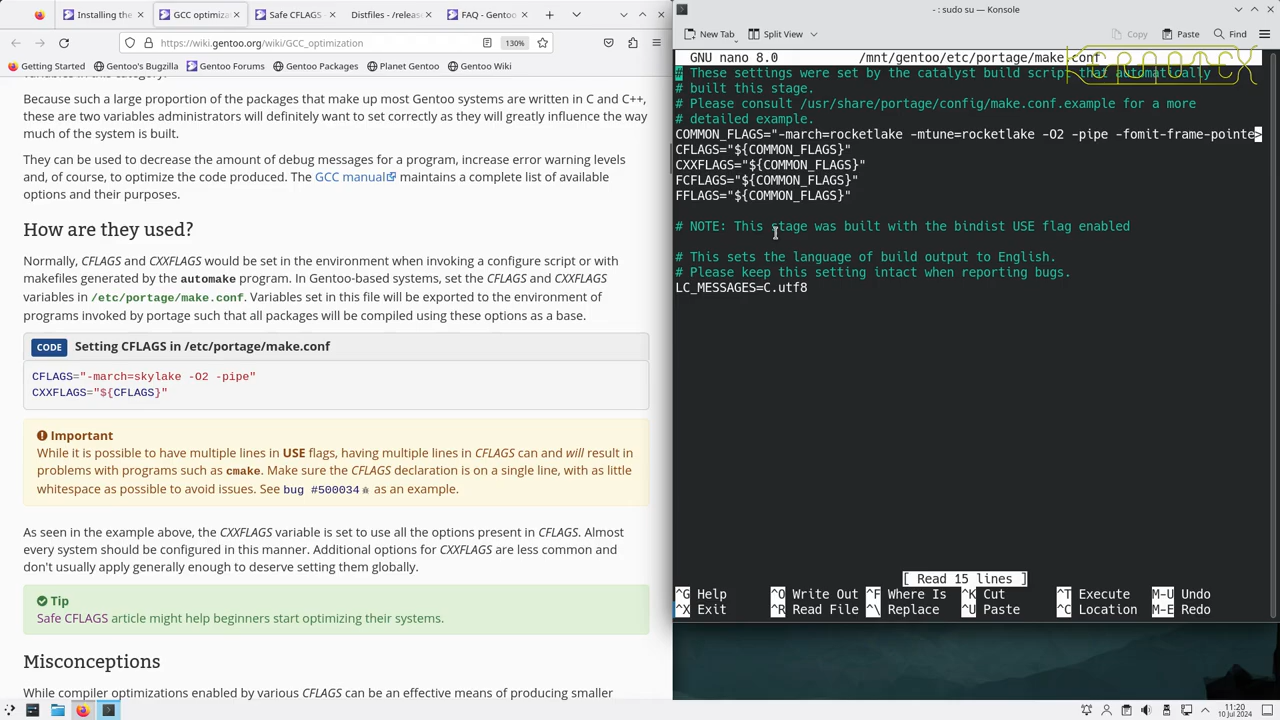 Installing the
GCC optimiza
Safe CFLAGS
Distfiles - /relea
FAQ - Gentoo
https://wiki.gentoo.org/wiki/GCC_optimization
130%
Getting Started
Gentoo's Bugzilla
Gentoo Forums
Gentoo Packages
Planet Gentoo
Gentoo Wiki
Because such a large proportion of the packages that make up most Gentoo systems are written in C and C++,
these are two variables administrators will definitely want to set correctly as they will greatly influence the way
much of the system is built.
They can be used to decrease the amount of debug messages for a program, increase error warning levels
and, of course, to optimize the code produced. The GCC manual maintains a complete list of available
options and their purposes.
How are they used?
Normally, CFLAGS and CXXFLAGS would be set in the environment when invoking a configure script or with
makefiles generated by the automake program. In Gentoo-based systems, set the CFLAGS and CXXFLAGS
variables in /etc/portage/make.conf. Variables set in this file will be exported to the environment of
programs invoked by portage such that all packages will be compiled using these options as a base.
CODE Setting CFLAGS in /etc/portage/make.conf
CFLAGS="-march=skylake -O2 -pipe"
CXXFLAGS="${CFLAGS}"
Important
While it is possible to have multiple lines in USE flags, having multiple lines in CFLAGS can and will result in
problems with programs such as cmake. Make sure the CFLAGS declaration is on a single line, with as little
whitespace as possible to avoid issues. See bug #500034 as an example.
As seen in the example above, the CXXFLAGS variable is set to use all the options present in CFLAGS. Almost
every system should be configured in this manner. Additional options for CXXFLAGS are less common and
don't usually apply generally enough to deserve setting them globally.
Tip
Safe CFLAGS article might help beginners start optimizing their systems.
Misconceptions
While compiler optimizations enabled by various CFLAGS can be an effective means of producing smaller
- : sudo su — Konsole
New Tab
Split View
Copy
Paste
Find
KERNOTEX
GNU nano 8.0 /mnt/gentoo/etc/portage/make.conf
# These settings were set by the catalyst build script that automatically
# built this stage.
# Please consult /usr/share/portage/config/make.conf.example for a more
# detailed example.
COMMON_FLAGS="-march=rocketlake -mtune=rocketlake -O2 -pipe -fomit-frame-pointe>
CFLAGS="${COMMON_FLAGS}"
CXXFLAGS="${COMMON_FLAGS}"
FCFLAGS="${COMMON_FLAGS}"
FFLAGS="${COMMON_FLAGS}"
# NOTE: This stage was built with the bindist USE flag enabled
# This sets the language of build output to English.
# Please keep this setting intact when reporting bugs.
LC_MESSAGES=C.utf8
[ Read 15 lines ]
^G Help ^O Write Out ^F Where Is ^K Cut ^T Execute M-U Undo
^X Exit ^R Read File ^\ Replace ^U Paste ^C Location M-E Redo
11:20
10 Jul 2024